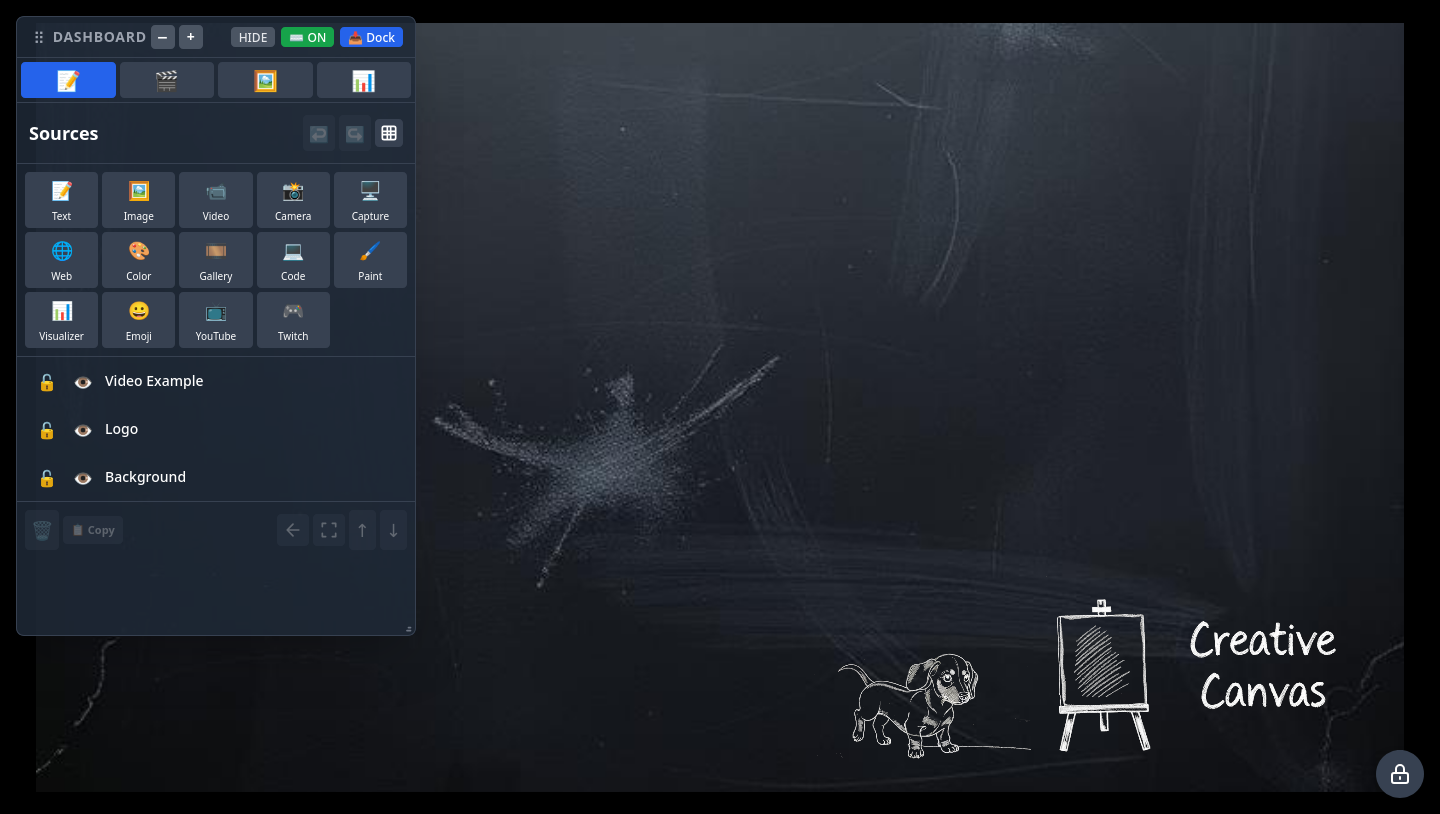 DASHBOARD − + HIDE ON Dock
Sources
Text Image Video Camera Capture
Web Color Gallery Code Paint
Visualizer Emoji YouTube Twitch
Video Example
Logo
Background
Copy
Creative
Canvas